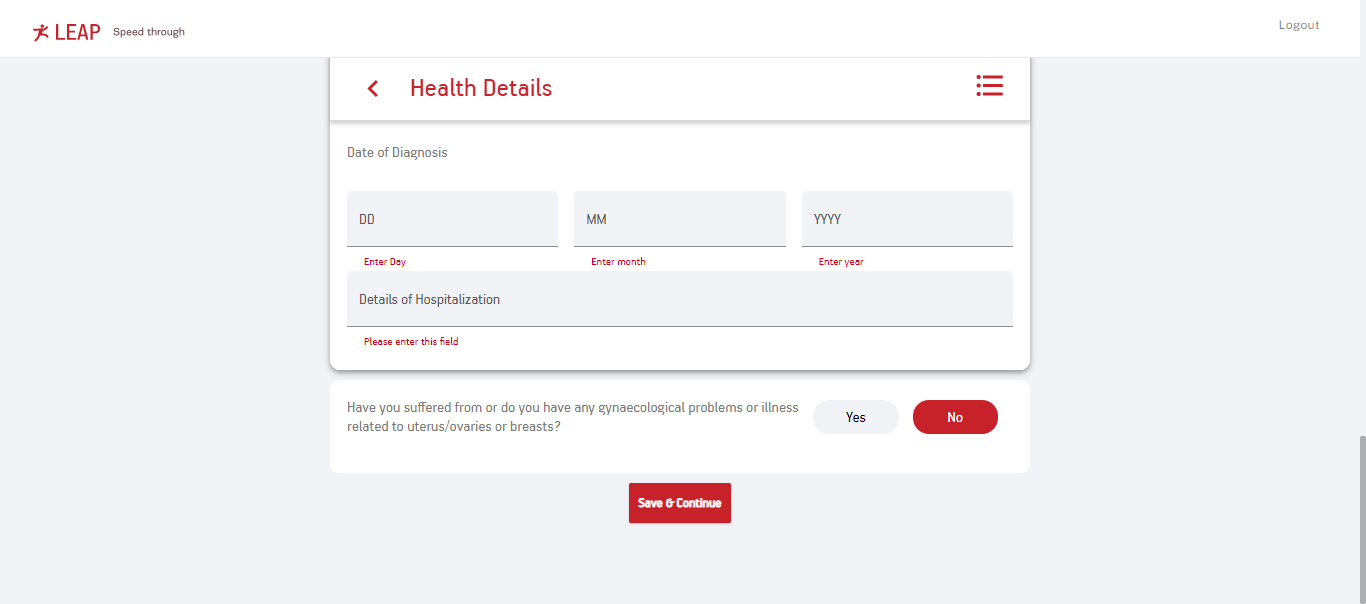 LEAP Speed through
Logout
Health Details
Date of Diagnosis
DD MM YYYY
Enter Day Enter month Enter year
Details of Hospitalization
Please enter this field
Have you suffered from or do you have any gynaecological problems or illness
related to uterus/ovaries or breasts?
Yes No
Save & Continue